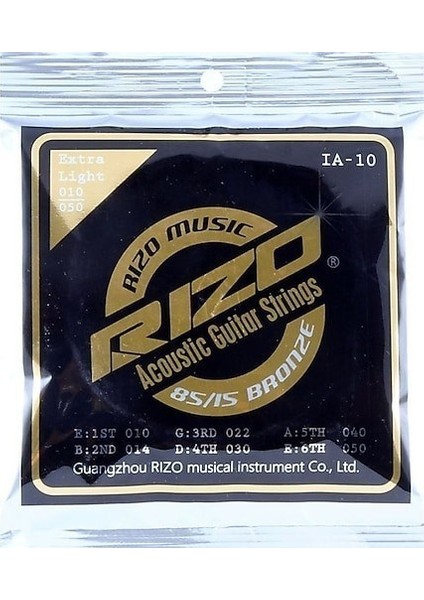 Extra
Light
010
050
IA-10
RIZO MUSIC
RIZO ®
Acoustic Guitar Strings
85/15 BRONZE
E:1ST 010 G:3RD 022 A:5TH 040
B:2ND 014 D:4TH 030 E:6TH 050
Guangzhou RIZO musical instrument Co., Ltd.